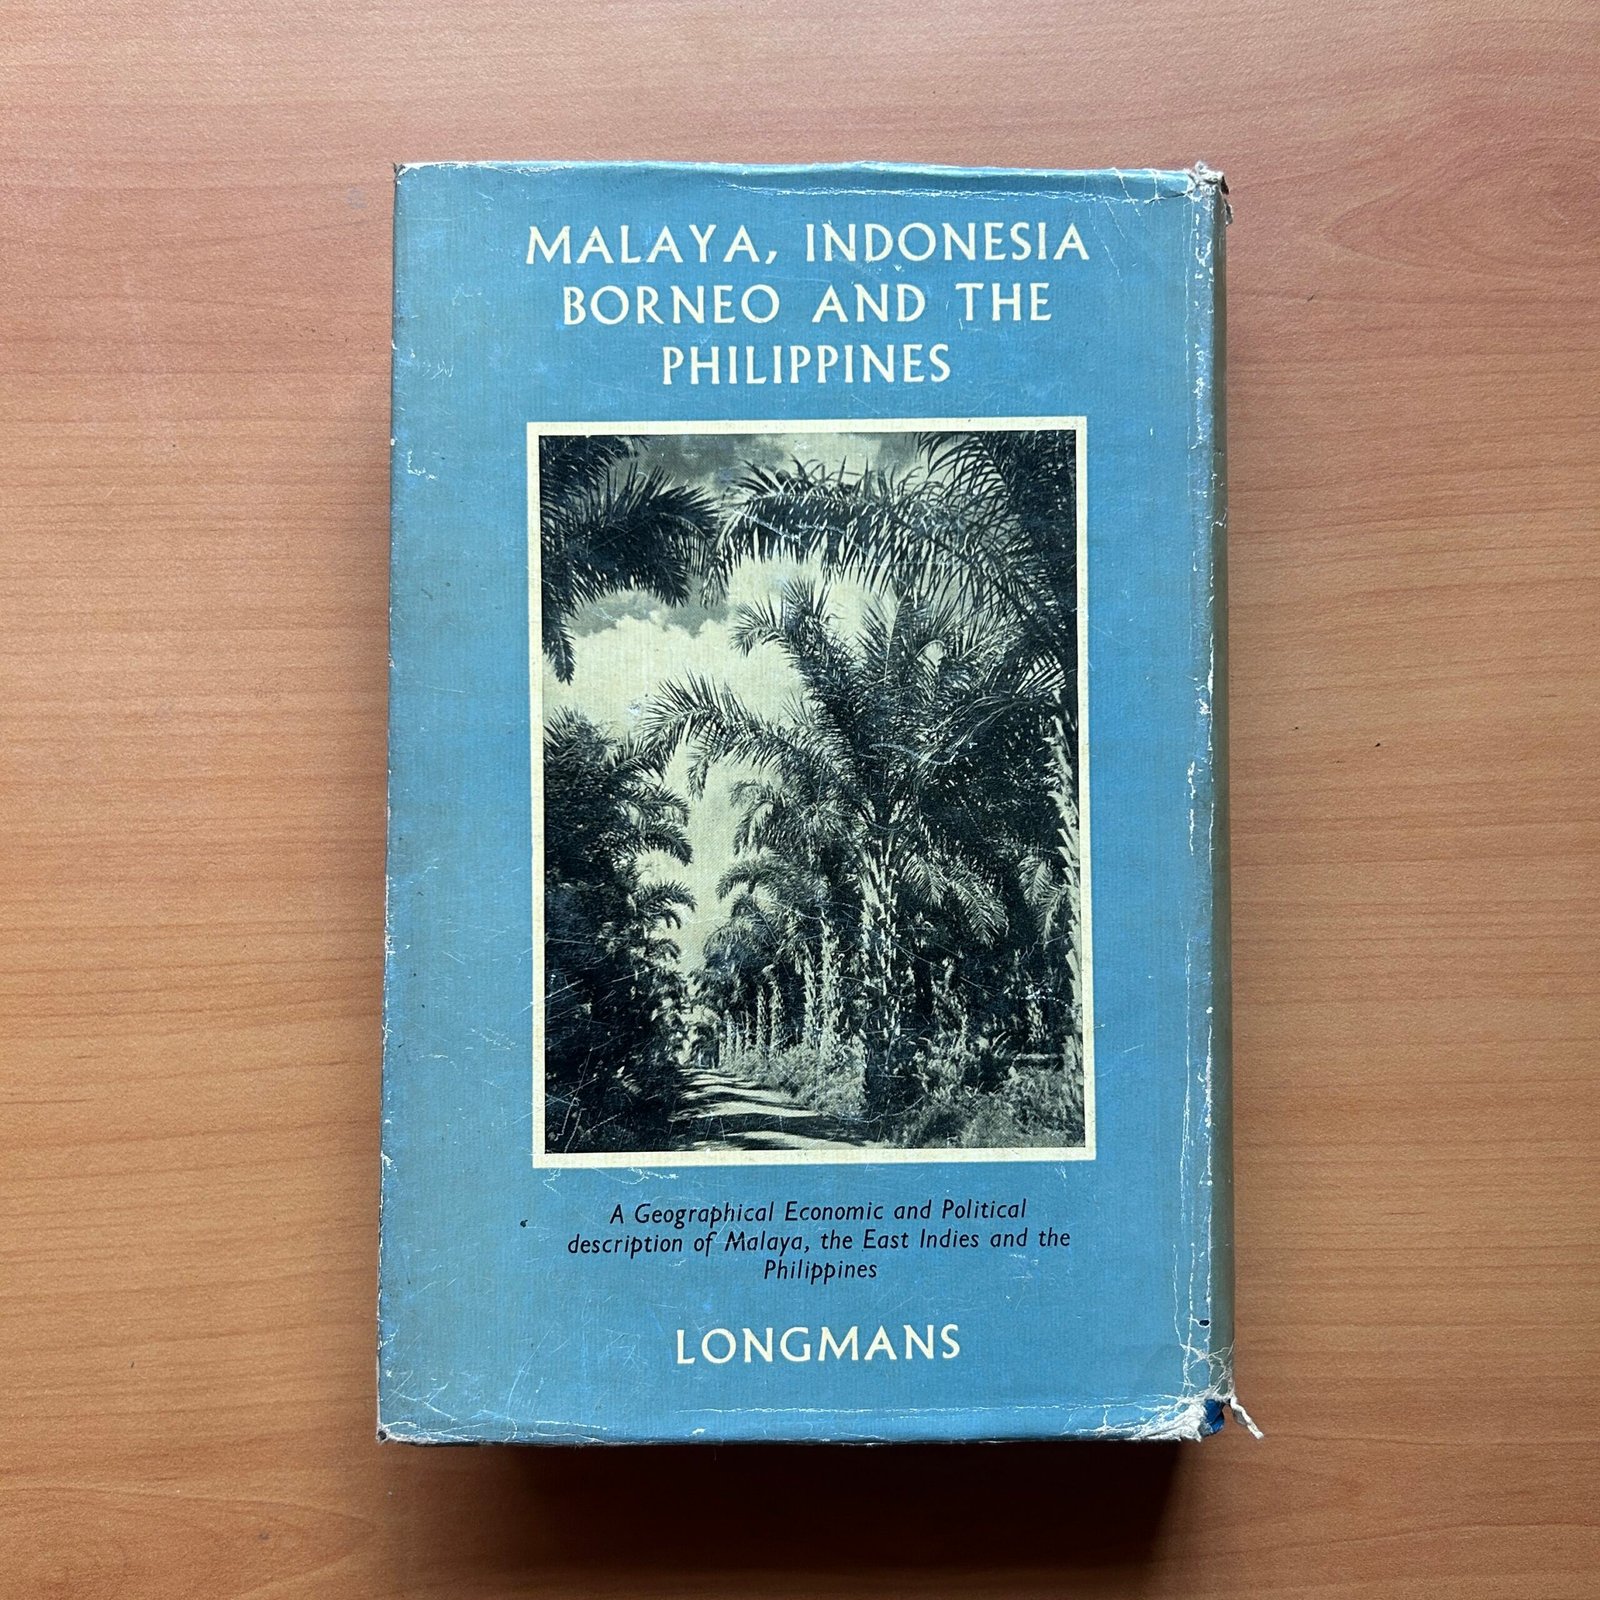 MALAYA, INDONESIA
BORNEO AND THE
PHILIPPINES
A Geographical Economic and Political
description of Malaya, the East Indies and the
Philippines
LONGMANS